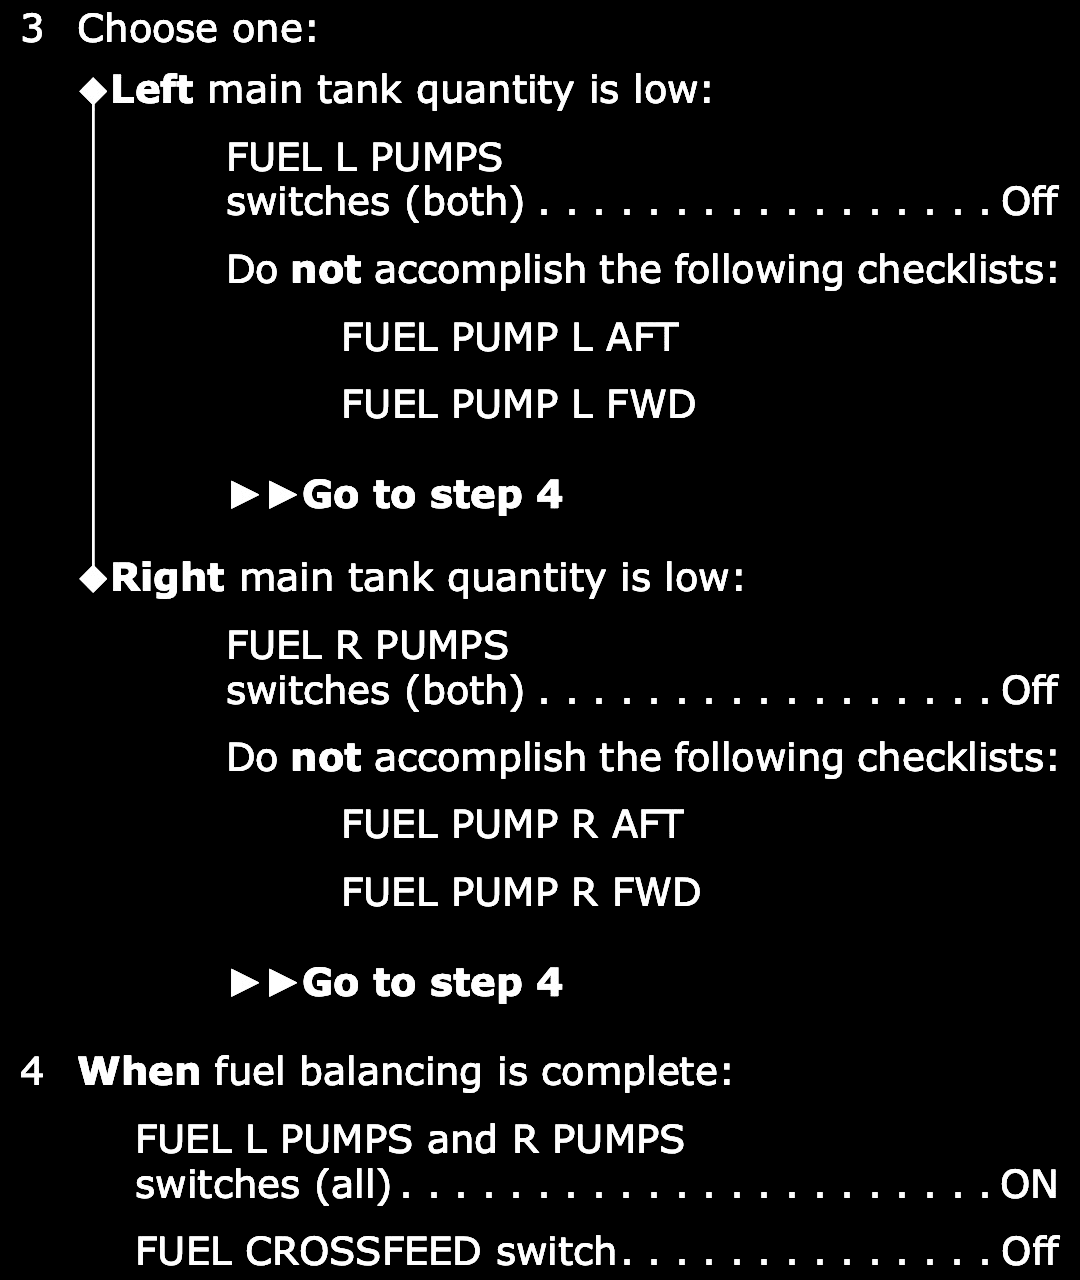 3 Choose one:
◆Left main tank quantity is low:
FUEL L PUMPS
switches (both) . . . . . . . . . . . . . . . . . Off
Do not accomplish the following checklists:
FUEL PUMP L AFT
FUEL PUMP L FWD
▶▶Go to step 4
◆Right main tank quantity is low:
FUEL R PUMPS
switches (both) . . . . . . . . . . . . . . . . . Off
Do not accomplish the following checklists:
FUEL PUMP R AFT
FUEL PUMP R FWD
▶▶Go to step 4
4 When fuel balancing is complete:
FUEL L PUMPS and R PUMPS
switches (all) . . . . . . . . . . . . . . . . . . . . . . ON
FUEL CROSSFEED switch. . . . . . . . . . . . . . Off